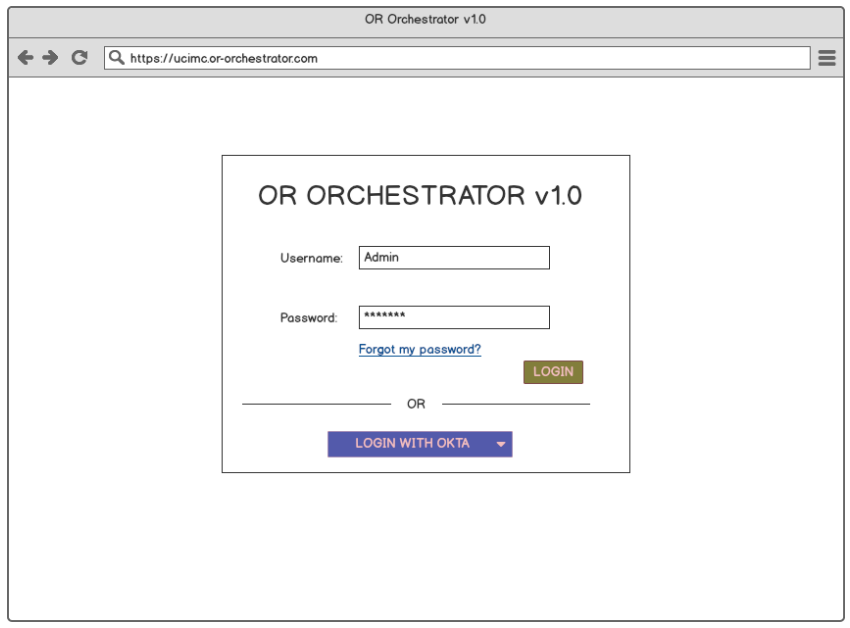 OR Orchestrator v1.0
https://ucimc.or-orchestrator.com
OR ORCHESTRATOR v1.0
Username: Admin
Password: *******
Forgot my password?
LOGIN
OR
LOGIN WITH OKTA